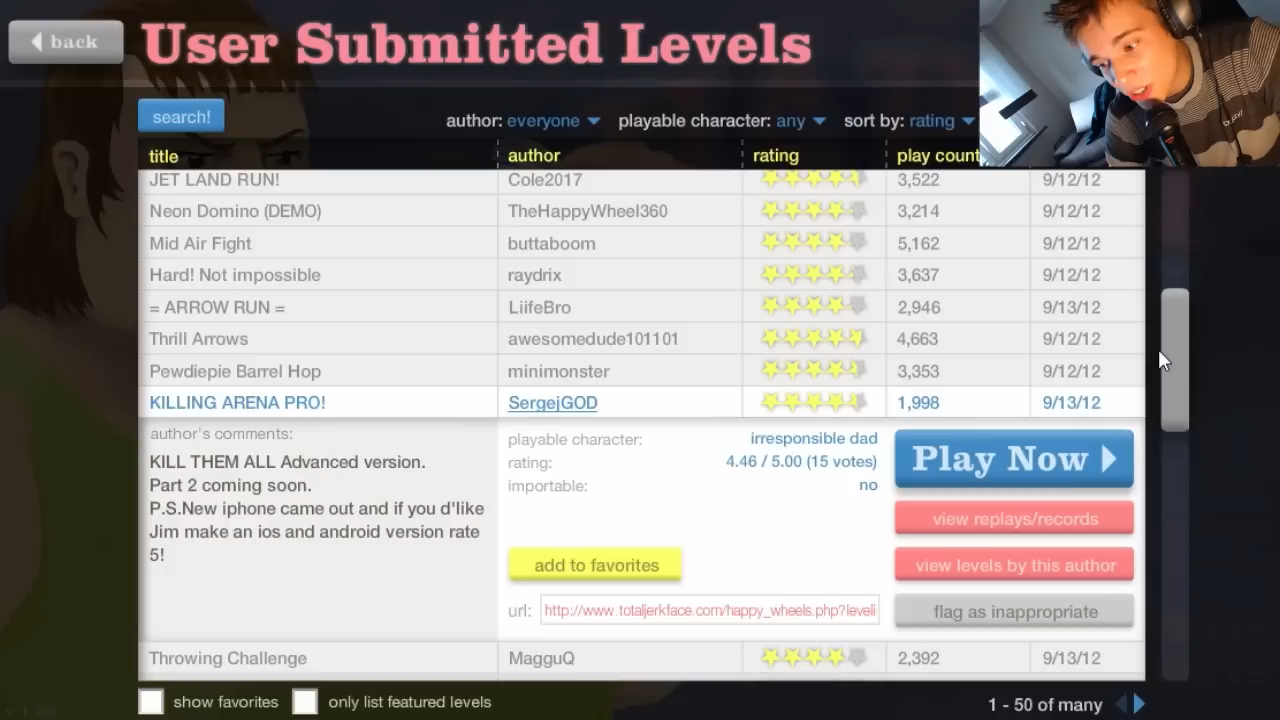 back
User Submitted Levels
search!
author: everyone playable character: any sort by: rating
title author rating play count
JET LAND RUN! Cole2017 3,522 9/12/12
Neon Domino (DEMO) TheHappyWheel360 3,214 9/12/12
Mid Air Fight buttaboom 5,162 9/12/12
Hard! Not impossible raydrix 3,637 9/12/12
= ARROW RUN = LiifeBro 2,946 9/13/12
Thrill Arrows awesomedude101101 4,663 9/12/12
Pewdiepie Barrel Hop minimonster 3,353 9/12/12
KILLING ARENA PRO! SergejGOD 1,998 9/13/12
author's comments:
KILL THEM ALL Advanced version.
Part 2 coming soon.
P.S.New iphone came out and if you d'like
Jim make an ios and android version rate
5!
playable character: irresponsible dad
rating: 4.46 / 5.00 (15 votes)
importable: no
add to favorites
url: http://www.totaljerkface.com/happy_wheels.php?leveli
Play Now
view replays/records
view levels by this author
flag as inappropriate
Throwing Challenge MagguQ 2,392 9/13/12
show favorites only list featured levels 1 - 50 of many